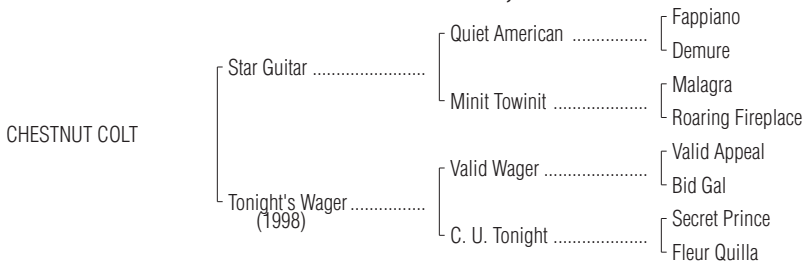 Fappiano
Quiet American ................
Demure
Star Guitar ........................
Malagra
Minit Towinit ....................
Roaring Fireplace
CHESTNUT COLT
Valid Appeal
Valid Wager ......................
Bid Gal
Tonight's Wager ................
(1998)
Secret Prince
C. U. Tonight ....................
Fleur Quilla